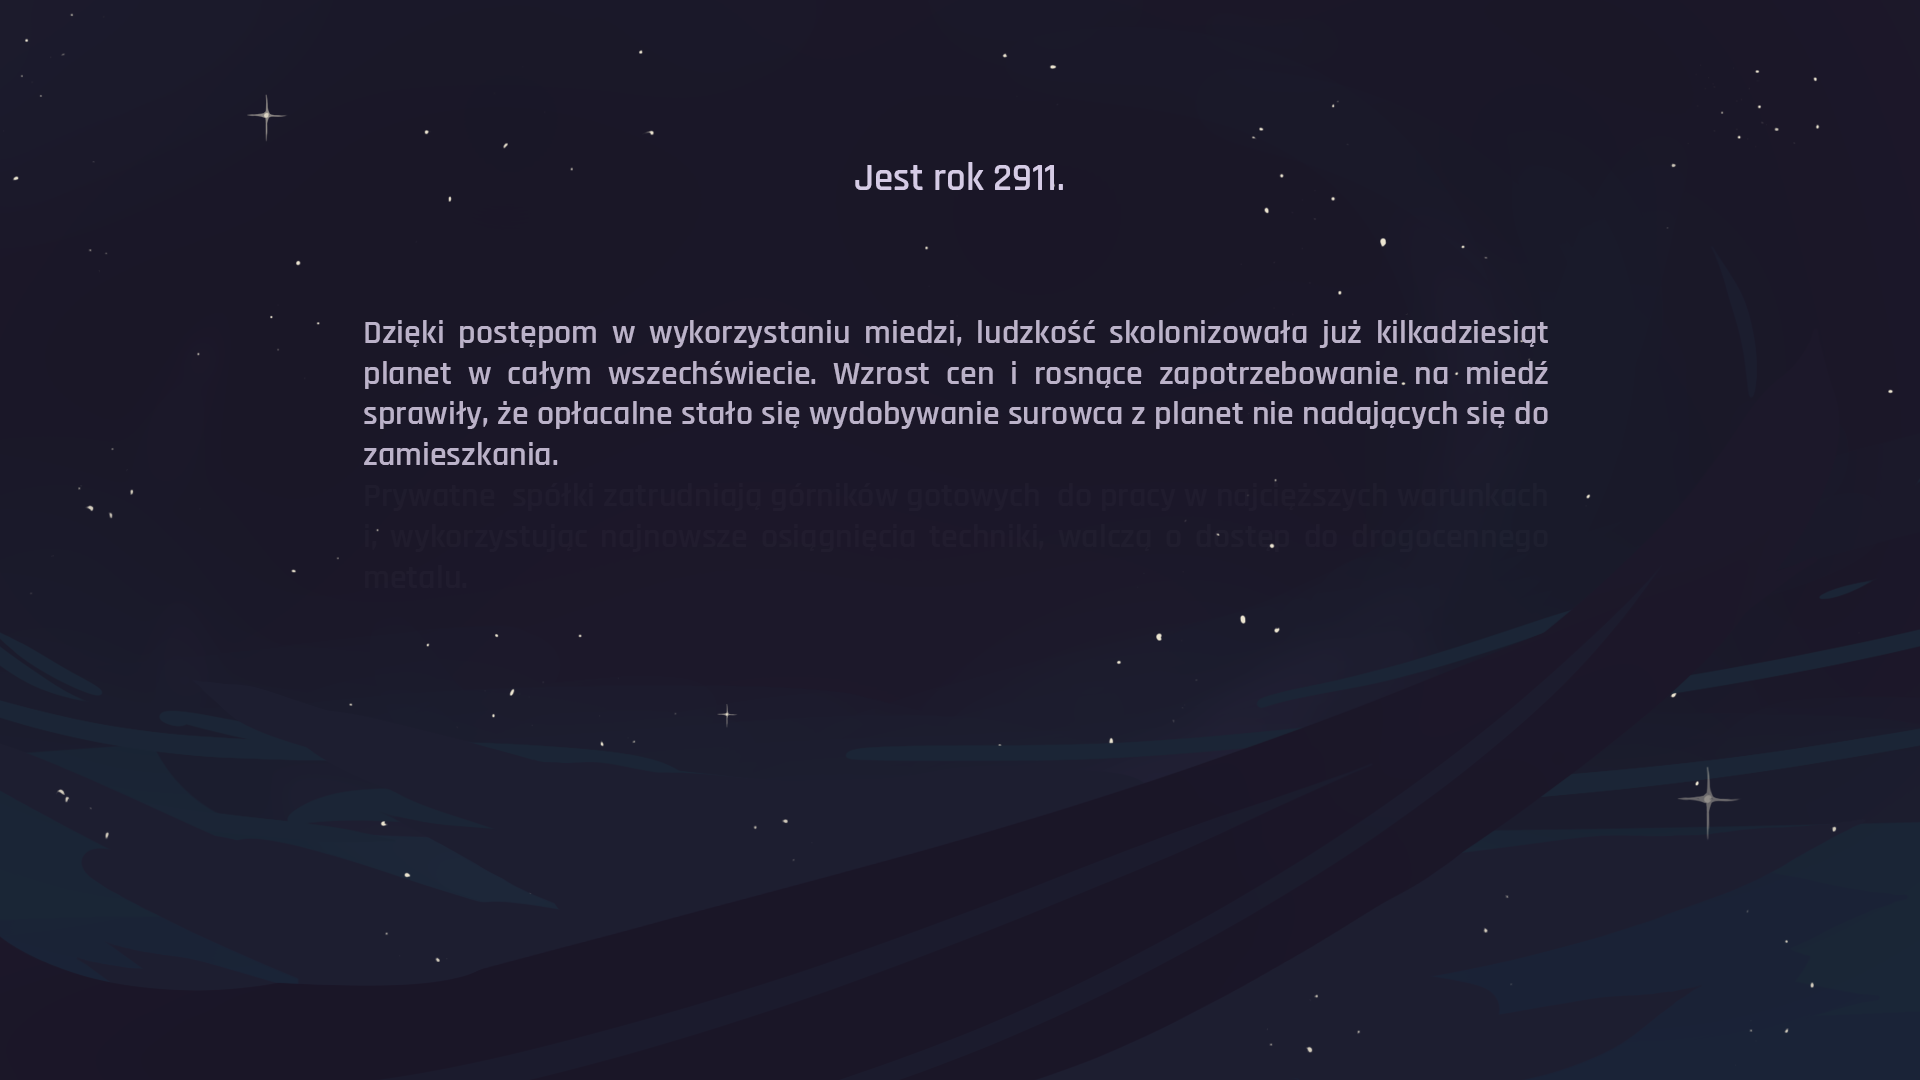 Jest rok 2911.
Dzięki postępom w wykorzystaniu miedzi, ludzkość skolonizowała już kilkadziesiąt
planet w całym wszechświecie. Wzrost cen i rosnące zapotrzebowanie na miedź
sprawiły, że opłacalne stało się wydobywanie surowca z planet nie nadających się do
zamieszkania.
Prywatne spółki zatrudniają górników gotowych do pracy w najcięższych warunkach
i, wykorzystując najnowsze osiągnięcia techniki, walczą o dostęp do drogocennego
metalu.